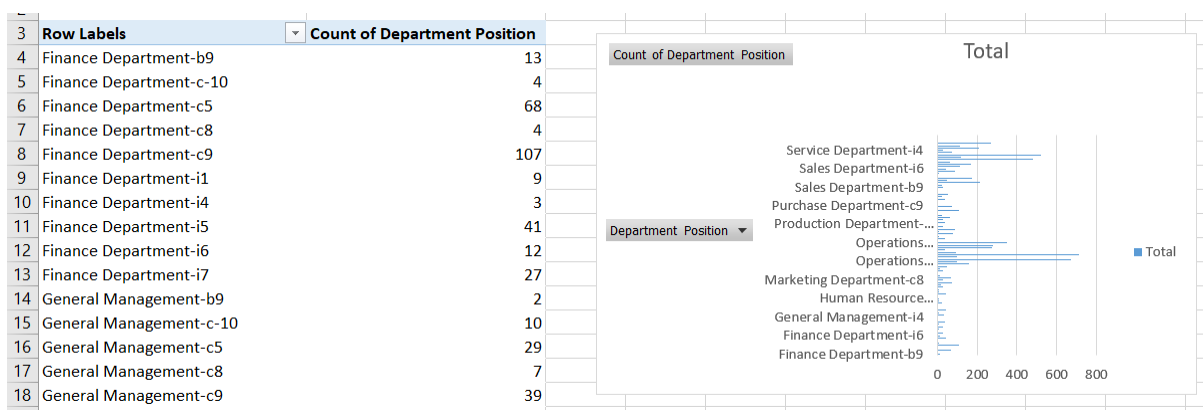 3 Row Labels Count of Department Position
4 Finance Department-b9 13
5 Finance Department-c-10 4
6 Finance Department-c5 68
7 Finance Department-c8 4
8 Finance Department-c9 107
9 Finance Department-i1 9
10 Finance Department-i4 3
11 Finance Department-i5 41
12 Finance Department-i6 12
13 Finance Department-i7 27
14 General Management-b9 2
15 General Management-c-10 10
16 General Management-c5 29
17 General Management-c8 7
18 General Management-c9 39
Count of Department Position
Total
Service Department-i4
Sales Department-i6
Sales Department-b9
Purchase Department-c9
Production Department-...
Operations...
Operations...
Marketing Department-c8
Human Resource...
General Management-i4
Finance Department-i6
Finance Department-b9
0 200 400 600 800
Department Position
Total